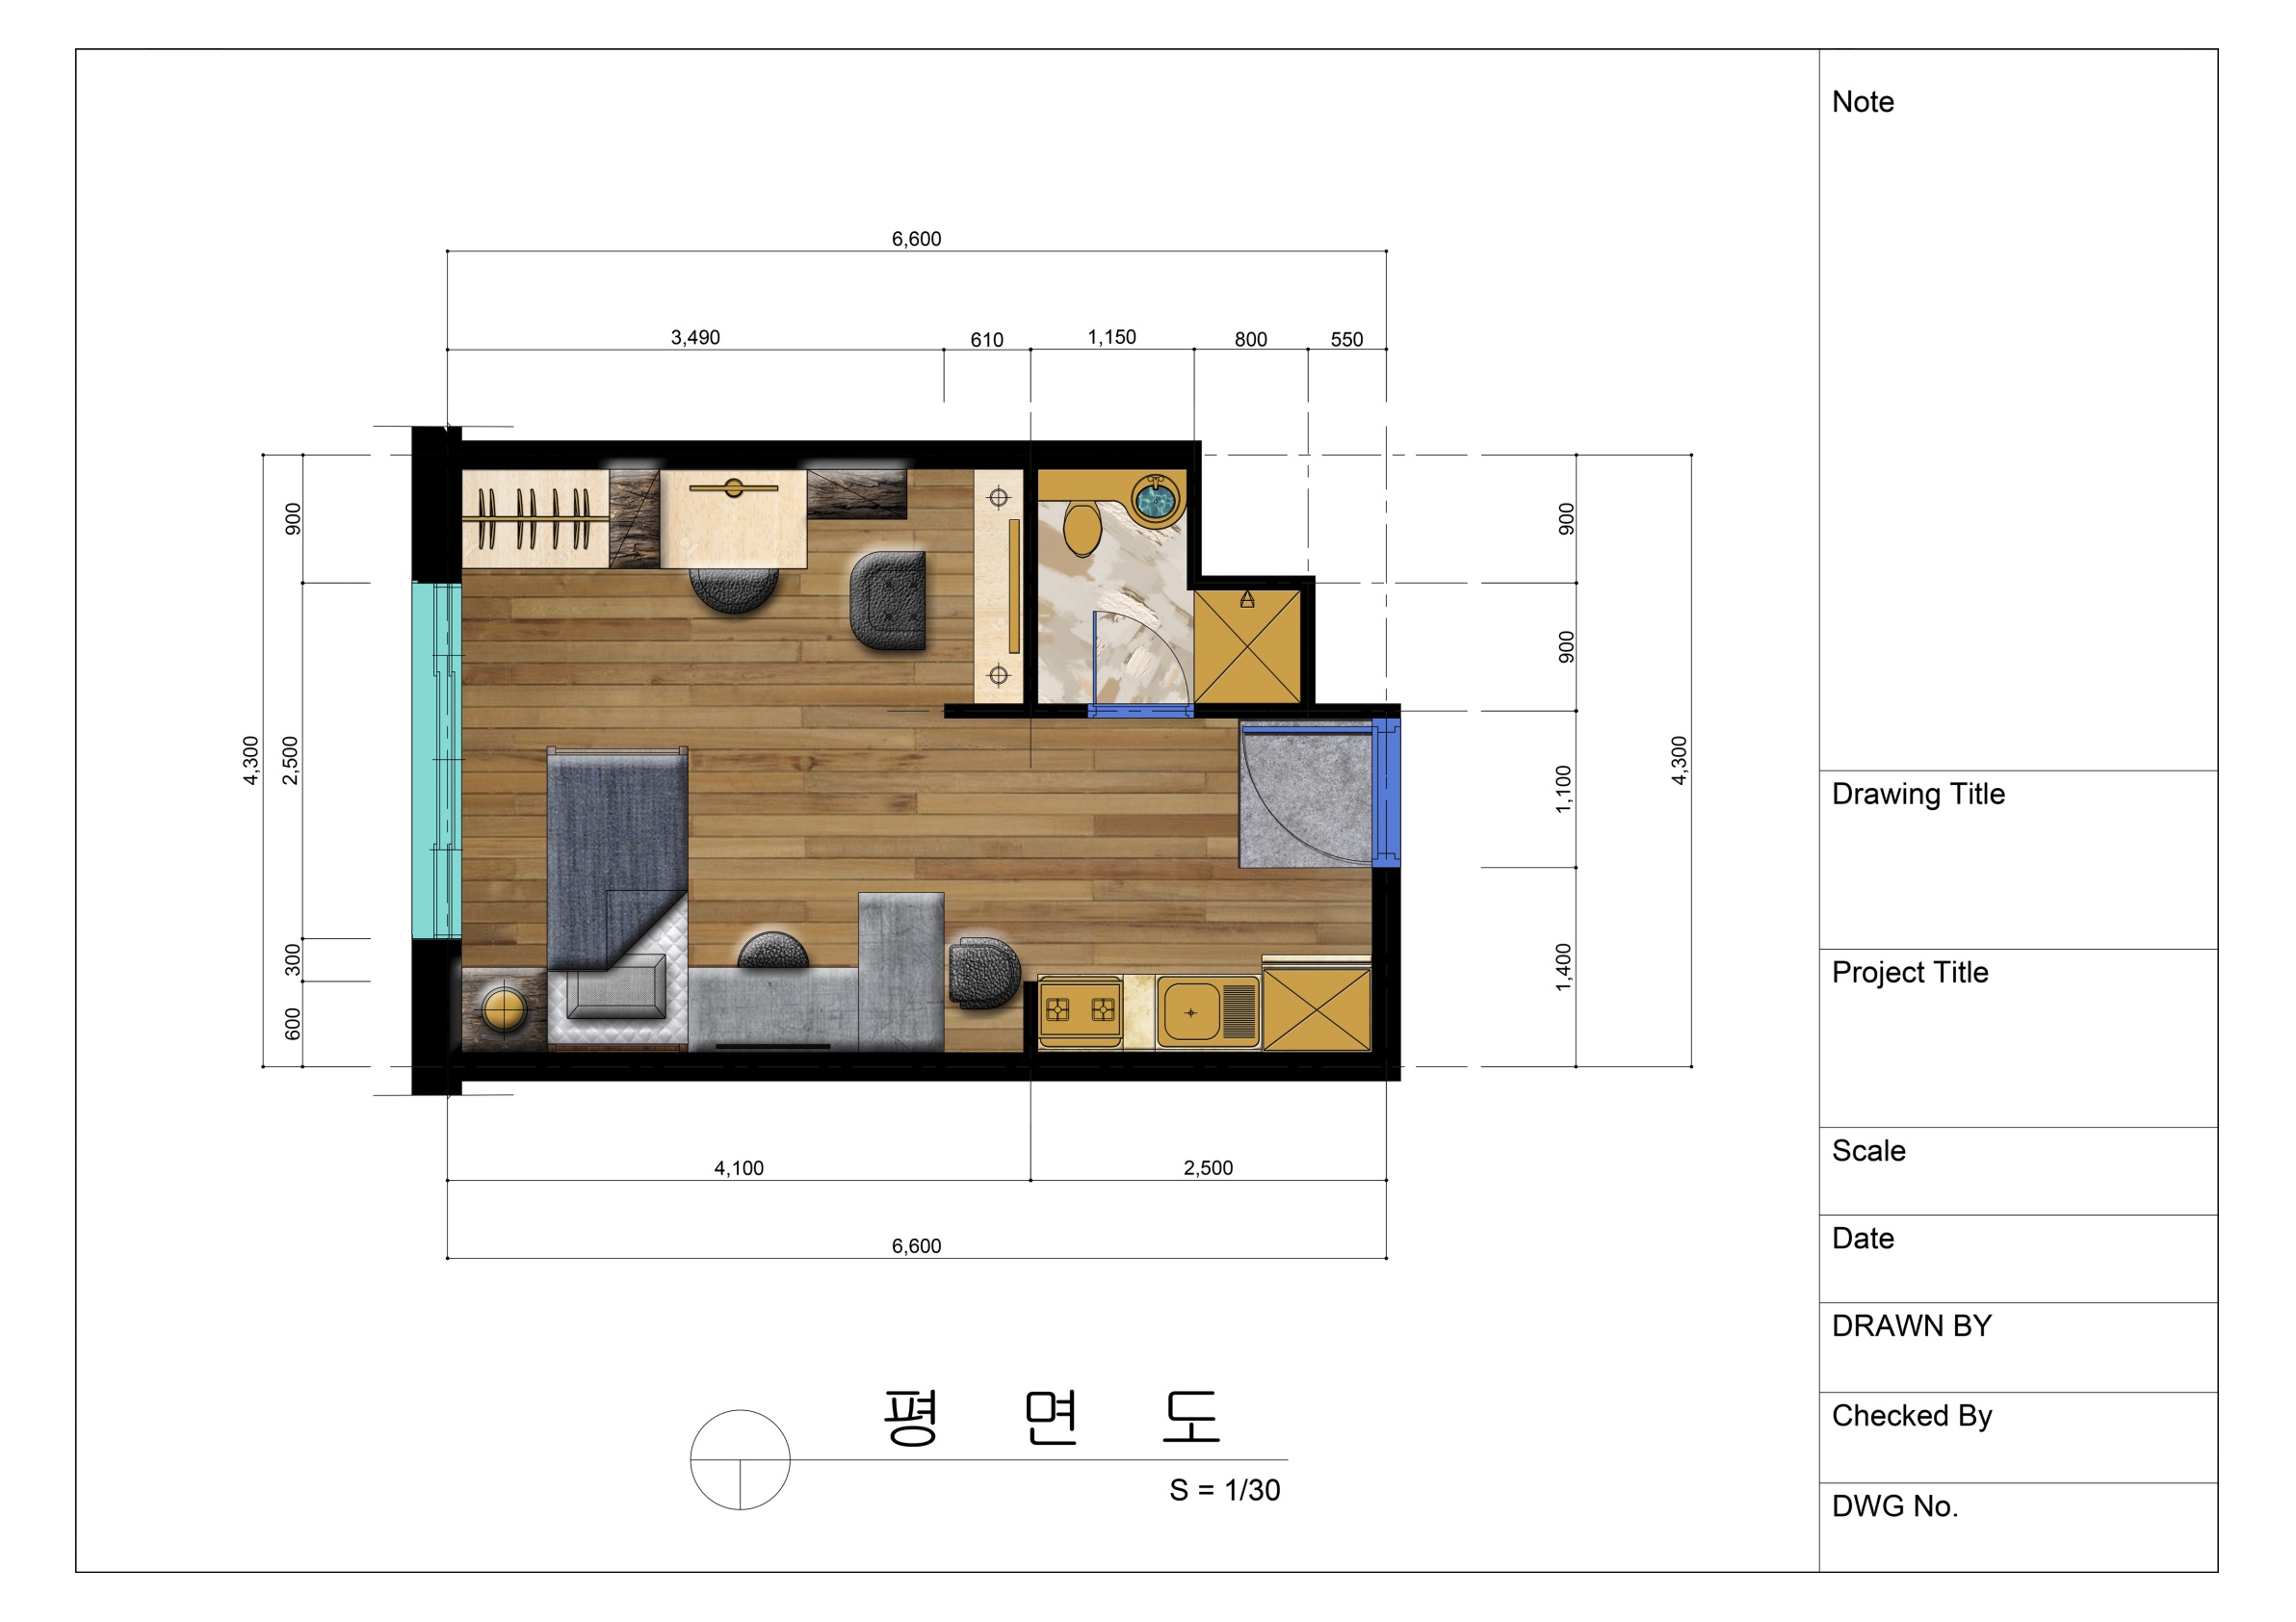 Note
6,600
3,490
610
1,150
800
550
900
2,500
4,300
300
600
900
900
1,100
1,400
4,300
4,100
2,500
6,600
Drawing Title
Project Title
Scale
Date
DRAWN BY
Checked By
DWG No.
평 면 도
S = 1/30